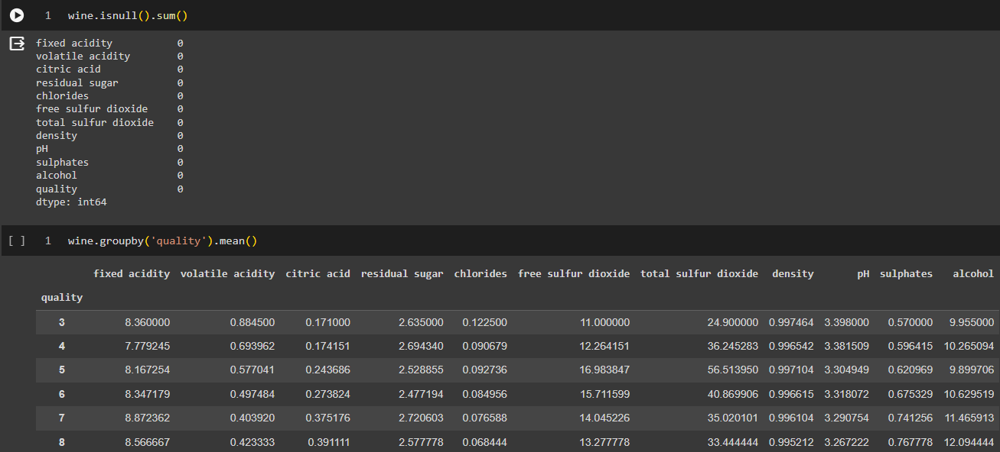 1 wine.isnull().sum()
fixed acidity 0
volatile acidity 0
citric acid 0
residual sugar 0
chlorides 0
free sulfur dioxide 0
total sulfur dioxide 0
density 0
pH 0
sulphates 0
alcohol 0
quality 0
dtype: int64
[ ] 1 wine.groupby('quality').mean()
fixed acidity volatile acidity citric acid residual sugar chlorides free sulfur dioxide total sulfur dioxide density pH sulphates alcohol
quality
3 8.360000 0.884500 0.171000 2.635000 0.122500 11.000000 24.900000 0.997464 3.398000 0.570000 9.955000
4 7.779245 0.693962 0.174151 2.694340 0.090679 12.264151 36.245283 0.996542 3.381509 0.596415 10.265094
5 8.167254 0.577041 0.243686 2.528855 0.092736 16.983847 56.513950 0.997104 3.304949 0.620969 9.899706
6 8.347179 0.497484 0.273824 2.477194 0.084956 15.711599 40.869906 0.996615 3.318072 0.675329 10.629519
7 8.872362 0.403920 0.375176 2.720603 0.076588 14.045226 35.020101 0.996104 3.290754 0.741256 11.465913
8 8.566667 0.423333 0.391111 2.577778 0.068444 13.277778 33.444444 0.995212 3.267222 0.767778 12.094444